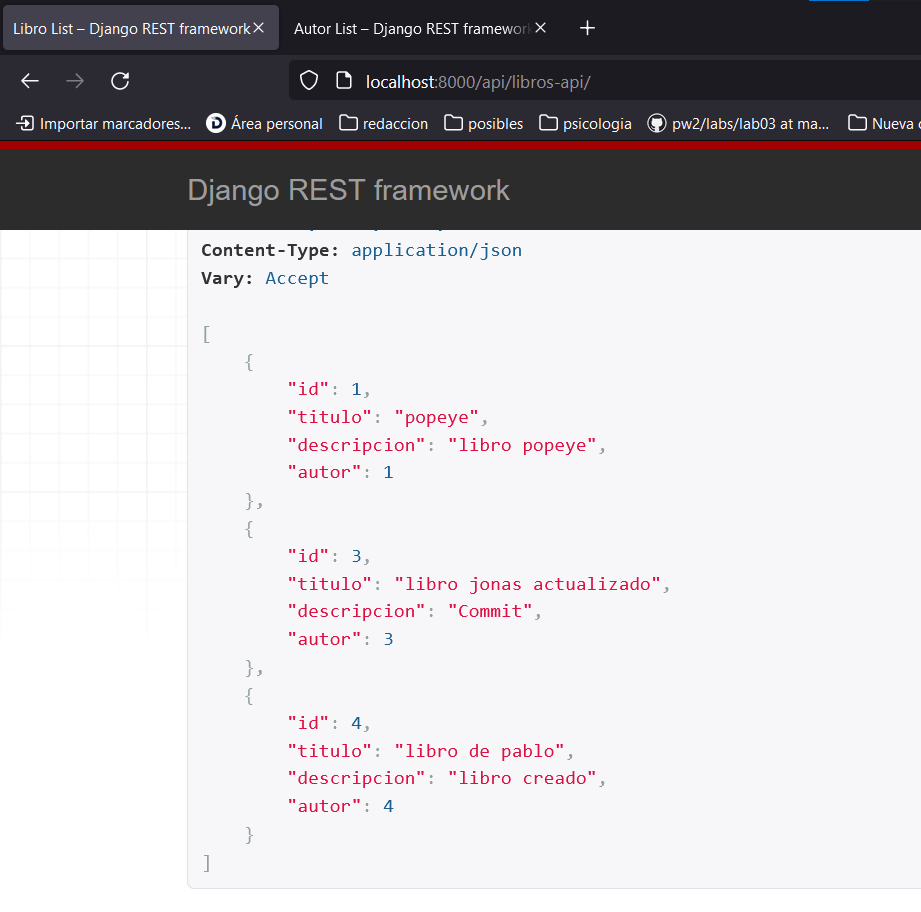 Libro List – Django REST framework
Autor List – Django REST framewor
localhost:8000/api/libros-api/
Importar marcadores...
Área personal
redaccion
posibles
psicologia
pw2/labs/lab03 at ma...
Nueva
Django REST framework
Content-Type: application/json
Vary: Accept
[
    {
        "id": 1,
        "titulo": "popeye",
        "descripcion": "libro popeye",
        "autor": 1
    },
    {
        "id": 3,
        "titulo": "libro jonas actualizado",
        "descripcion": "Commit",
        "autor": 3
    },
    {
        "id": 4,
        "titulo": "libro de pablo",
        "descripcion": "libro creado",
        "autor": 4
    }
]